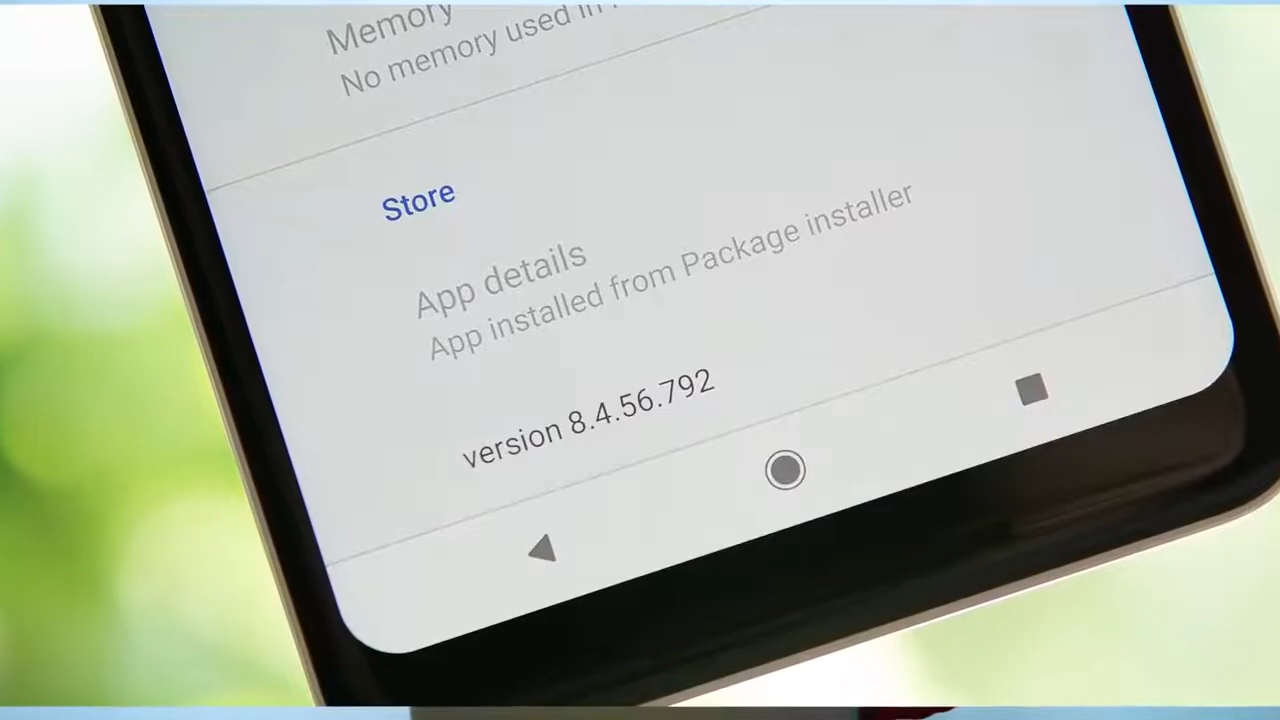 Memory
No memory used in
Store
App details
App installed from Package installer
version 8.4.56.792